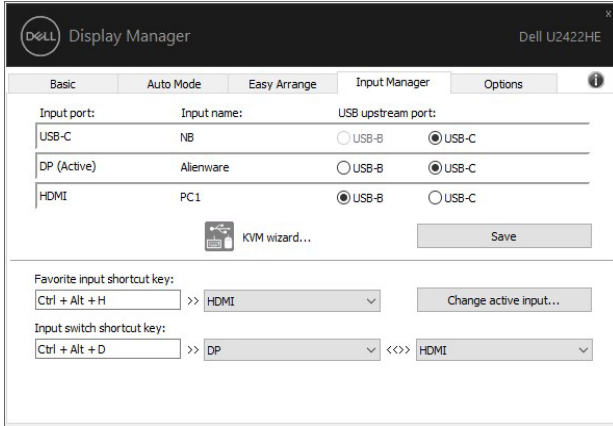 x
DELL Display Manager Dell U2422HE
Basic Auto Mode Easy Arrange Input Manager Options i
Input port: Input name: USB upstream port:
USB-C NB USB-B USB-C
DP (Active) Alienware USB-B USB-C
HDMI PC1 USB-B USB-C
KVM wizard... Save
Favorite input shortcut key:
Ctrl + Alt + H >> HDMI Change active input...
Input switch shortcut key:
Ctrl + Alt + D >> DP <<>> HDMI